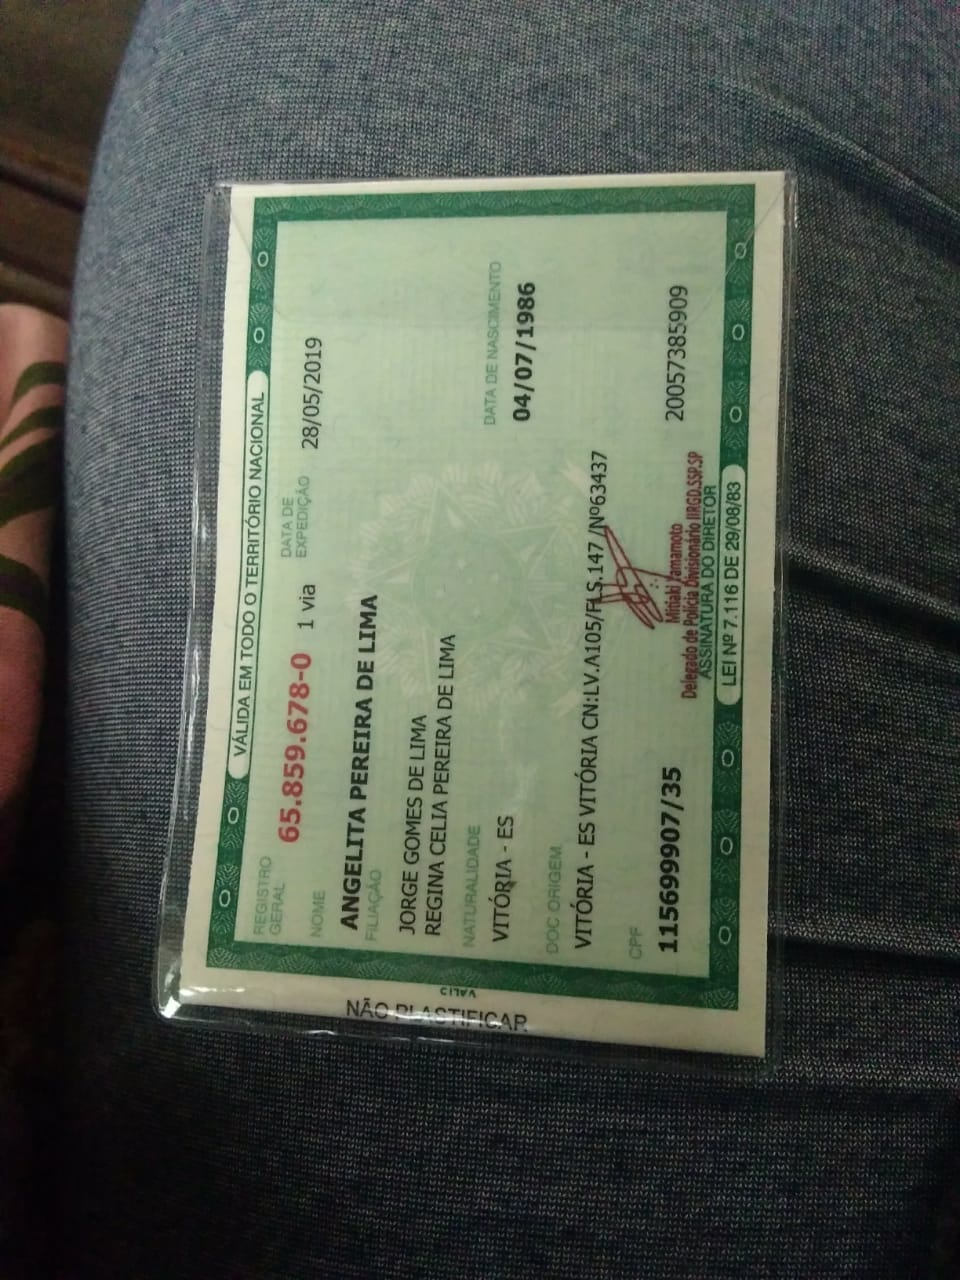 VÁLIDA EM TODO O TERRITÓRIO NACIONAL
REGISTRO GERAL 65.859.678-0 1 via DATA DE EXPEDIÇÃO 28/05/2019
NOME
ANGELITA PEREIRA DE LIMA
FILIAÇÃO
JORGE GOMES DE LIMA
REGINA CELIA PEREIRA DE LIMA
NATURALIDADE DATA DE NASCIMENTO
VITÓRIA - ES 04/07/1986
DOC ORIGEM
VITÓRIA - ES VITÓRIA CN:LV.A105/FLS.147 /Nº63437
CPF
115699907/35 20057385909
Mitiaki Yamamoto
Delegado de Polícia Divisionário IIRGD.SSP.SP
ASSINATURA DO DIRETOR
LEI Nº 7.116 DE 29/08/83
NÃO PLASTIFICAR